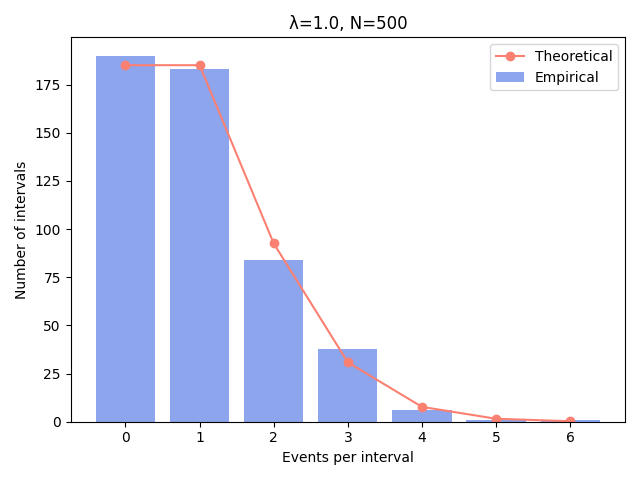 λ=1.0, N=500
Theoretical
Empirical
175
150
125
100
75
50
25
0
Number of intervals
0 1 2 3 4 5 6
Events per interval